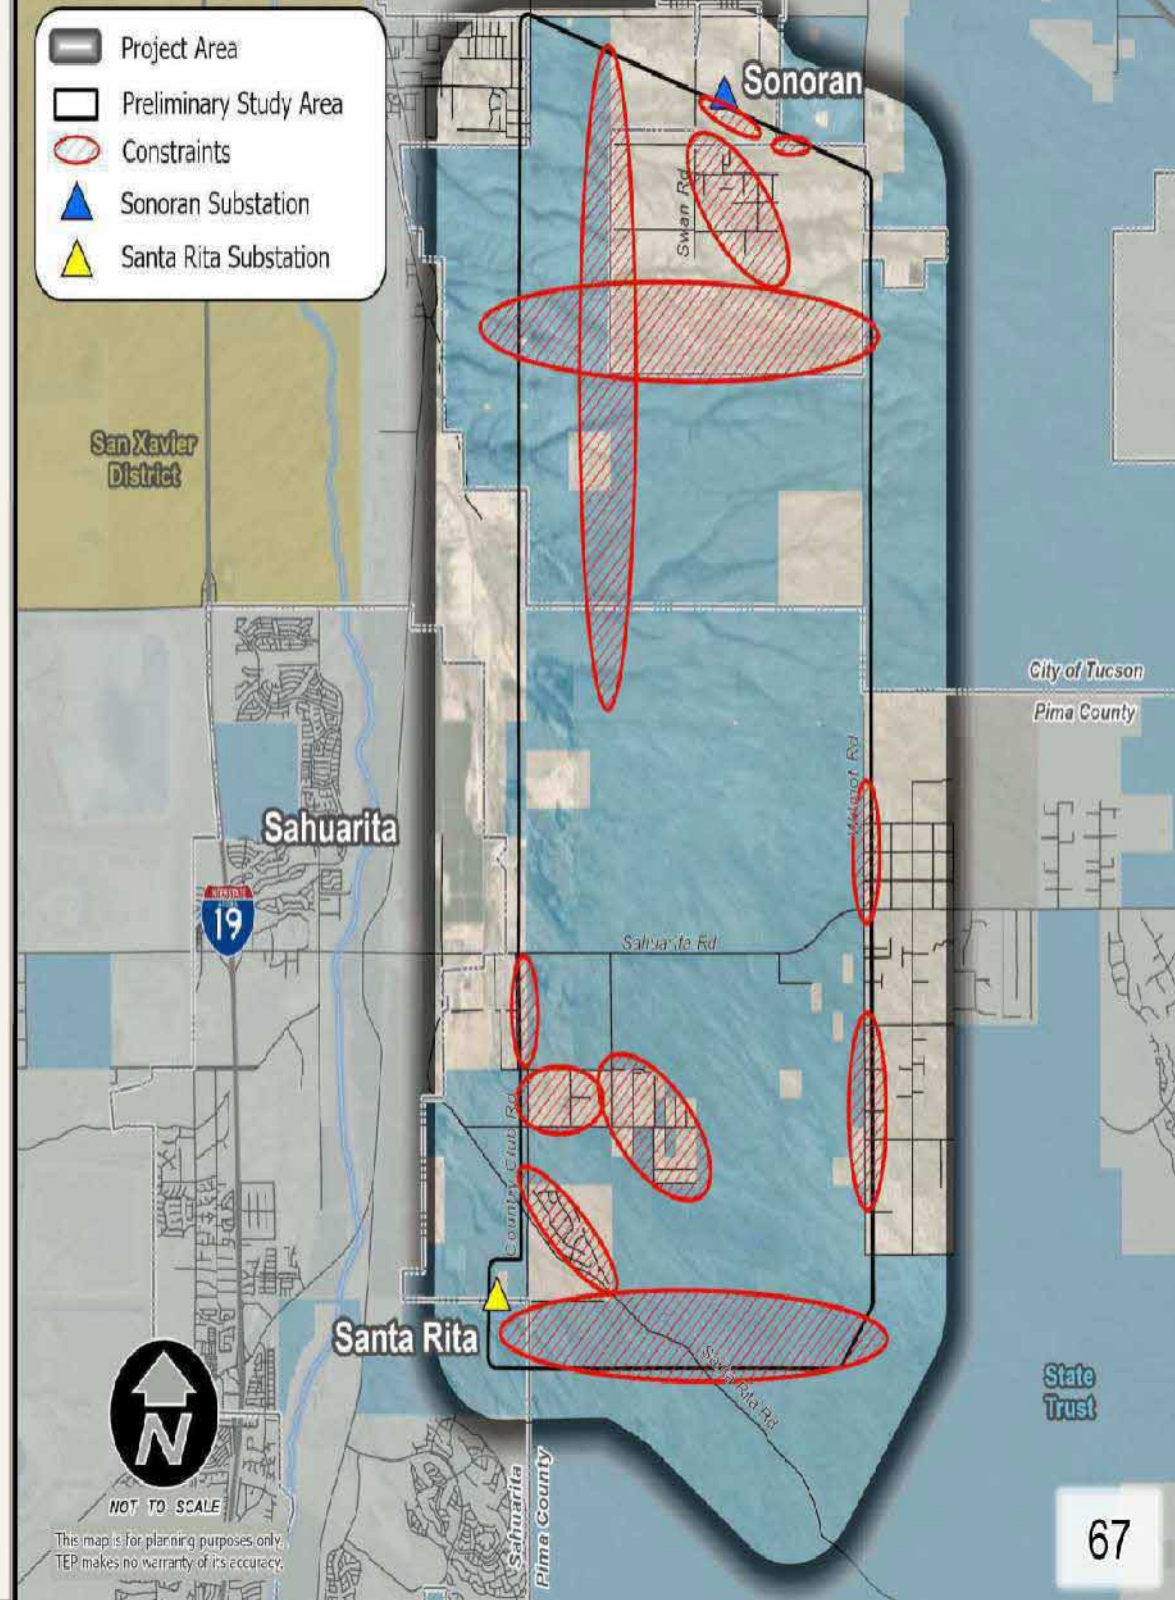 Project Area
Preliminary Study Area
Constraints
Sonoran Substation
Santa Rita Substation
Sonoran
Swan Rd
San Xavier
District
City of Tucson
Pima County
Wilmot Rd
Sahuarita
INTERSTATE
19
Sahuarita Rd
Country Club Rd
Santa Rita
Santa Rita Rd
State
Trust
N
NOT TO SCALE
This map is for planning purposes only.
TEP makes no warranty of its accuracy.
Sahuarita
Pima County
67